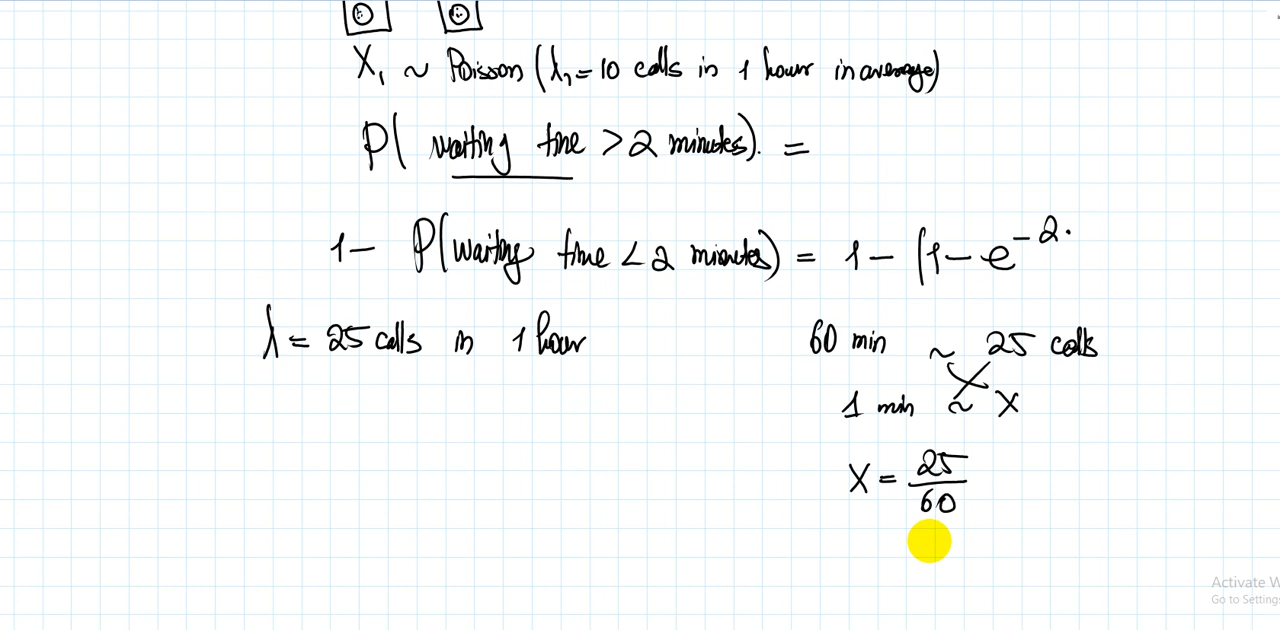 X₁ ~ Poisson (λ₁ = 10 calls in 1 hour in average)
P( waiting time > 2 minutes). =
1 - P(waiting time < 2 minutes) = 1 - (1 - e^-2.
λ = 25 calls in 1 hour
60 min ~ 25 calls
1 min ~ X
X = 25/60
Activate W
Go to Settings